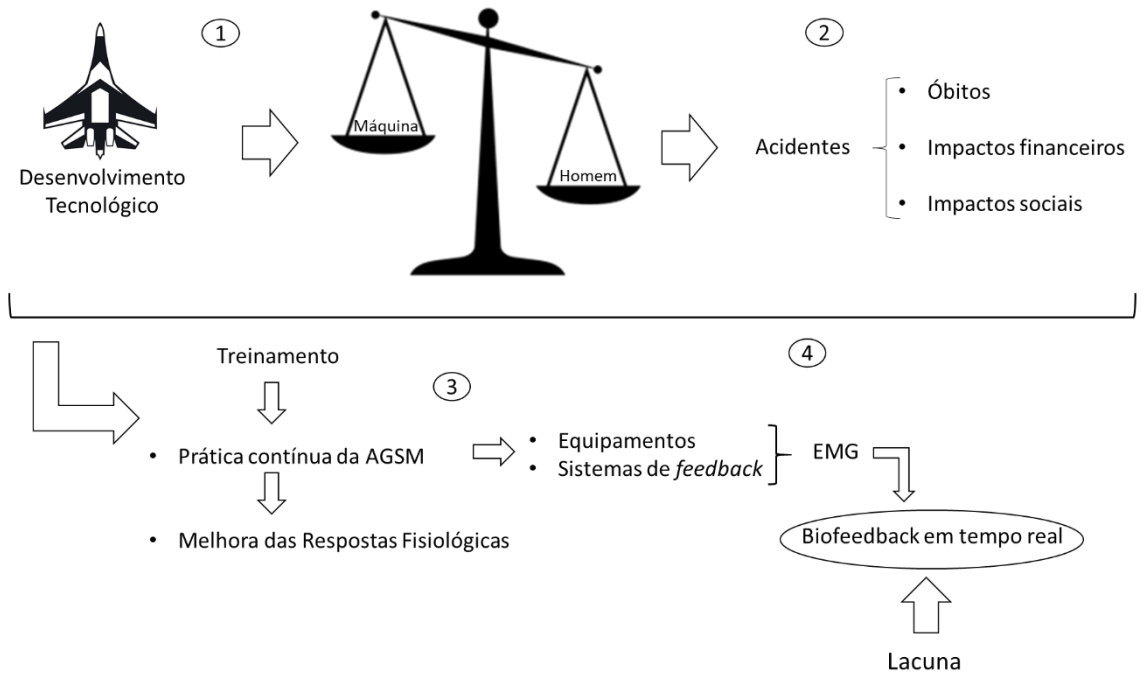 1
2
Máquina
Homem
Desenvolvimento
Tecnológico
Acidentes
• Óbitos
• Impactos financeiros
• Impactos sociais
Treinamento
3
4
• Prática contínua da AGSM
• Melhora das Respostas Fisiológicas
• Equipamentos
• Sistemas de feedback
EMG
Biofeedback em tempo real
Lacuna